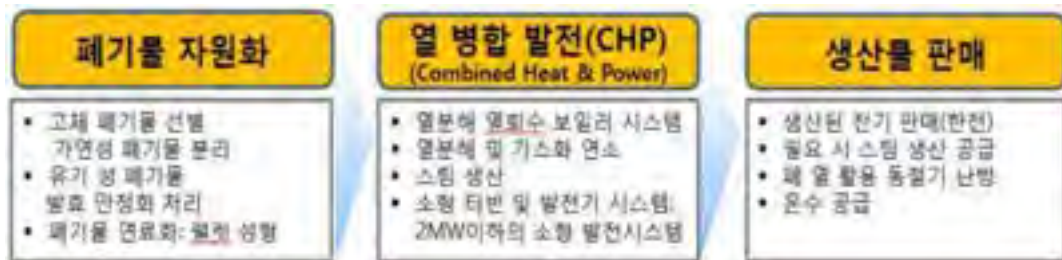 폐기물 자원화
• 고체 폐기물 선별
가연성 폐기물 분리
• 유기 성 폐기물
발효 안정화 처리
• 폐기물 연료화: 펠렛 성형
열 병합 발전(CHP)
(Combined Heat & Power)
• 열분해 열회수 보일러 시스템
• 열분해 및 가스화 연소
• 스팀 생산
• 소형 터빈 및 발전기 시스템:
2MW이하의 소형 발전시스템
생산물 판매
• 생산된 전기 판매(한전)
• 필요 시 스팀 생산 공급
• 폐 열 활용 동절기 난방
• 온수 공급